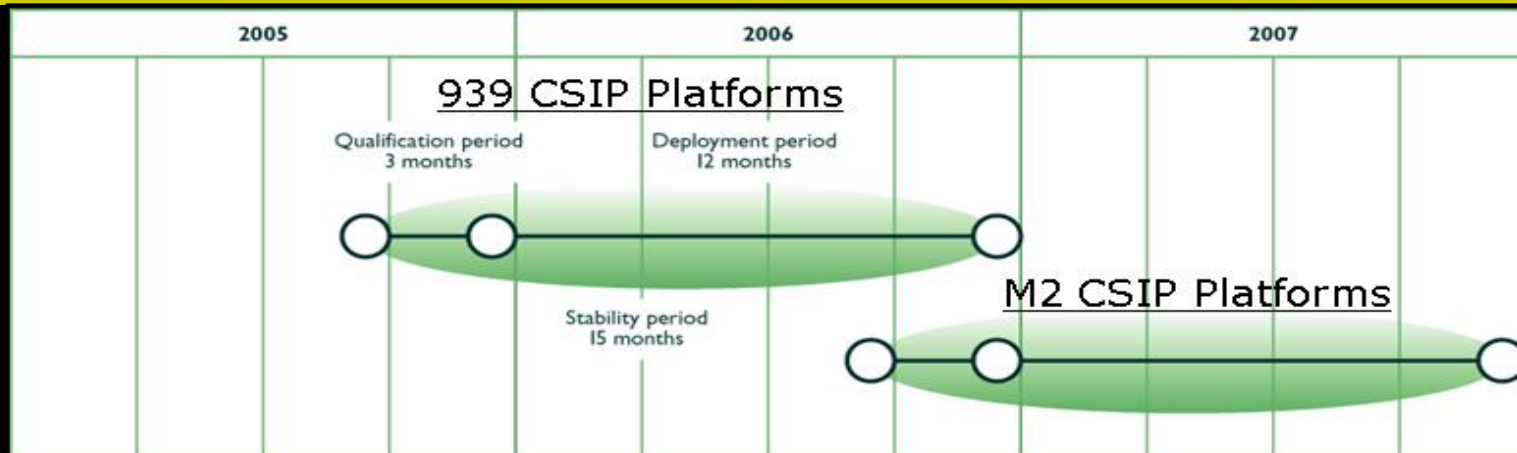 2005 2006 2007
939 CSIP Platforms
Qualification period
3 months
Deployment period
12 months
Stability period
15 months
M2 CSIP Platforms